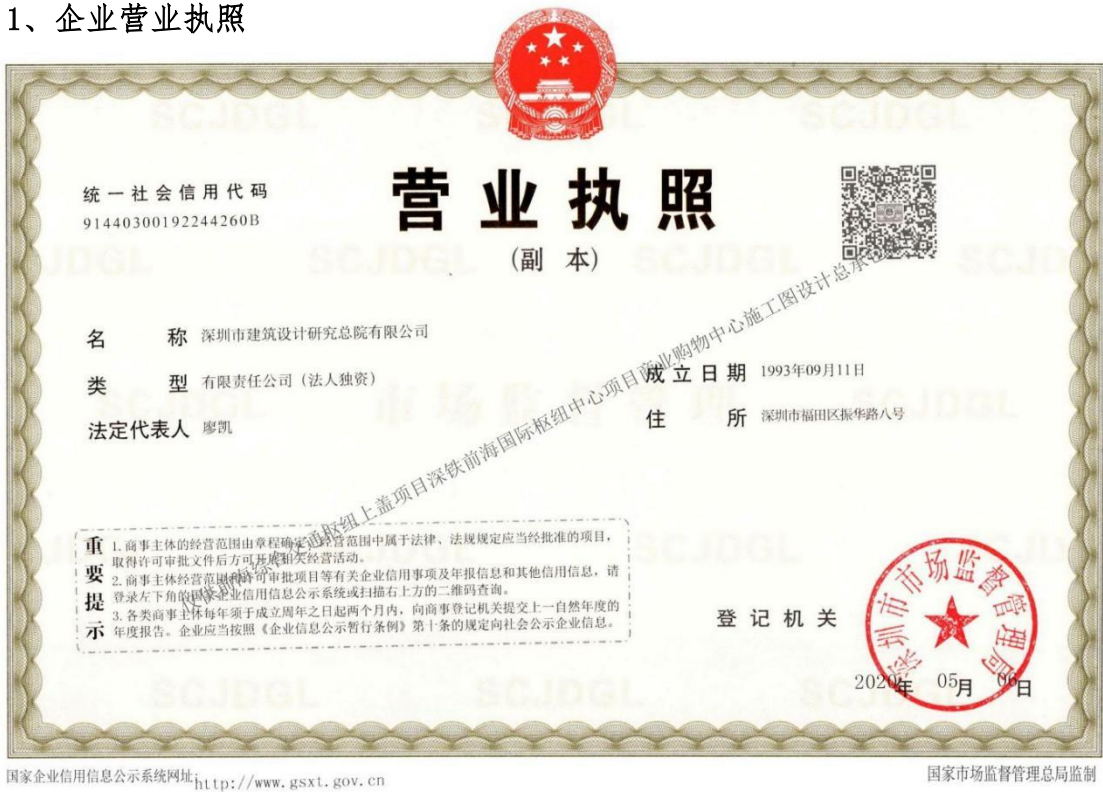 1、企业营业执照
统一社会信用代码
91440300192244260B
营业执照
(副 本)
名 称 深圳市建筑设计研究总院有限公司
类 型 有限责任公司（法人独资）
法定代表人 廖凯
成立日期 1993年09月11日
住 所 深圳市福田区振华路八号
重要提示
1.商事主体的经营范围由章程确定。经营范围中属于法律、法规规定应当经批准的项目，
取得许可审批文件后方可开展相关经营活动。
2.商事主体经营范围和许可审批项目等有关企业信用事项及年报信息和其他信用信息，请
登录左下角的国家企业信用信息公示系统或扫描右上方的二维码查询。
3.各类商事主体每年须于成立周年之日起两个月内，向商事登记机关提交上一自然年度的
年度报告。企业应当按照《企业信息公示暂行条例》第十条的规定向社会公示企业信息。
交通枢纽上盖项目深铁前海国际枢纽中心项目商业购物中心施工图设计总承
登记机关
深圳市市场监督管理局
2020年 05月 06日
SCJDGL
市场监督管理
国家企业信用信息公示系统网址：http://www.gsxt.gov.cn
国家市场监督管理总局监制